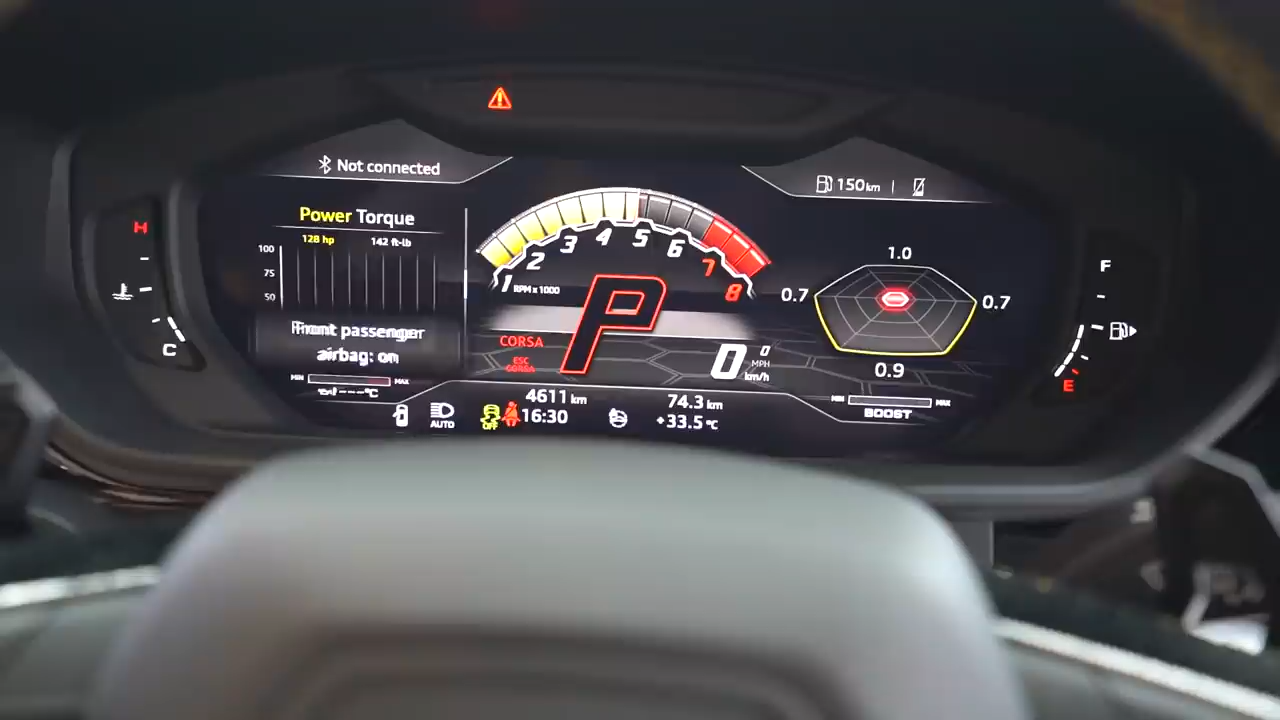 Not connected
150km
Power Torque
128 hp 142 ft-lb
100
75
50
Front passenger
airbag: on
MIN MAX
°C
H
C
1 2 3 4 5 6 7 8
RPM x 1000
P
CORSA
ESC
CORSA
0 0
MPH
km/h
1.0
0.7 0.7
0.9
MIN MAX
BOOST
F
E
4611 km 74.3 km
AUTO OFF 16:30 +33.5 °C